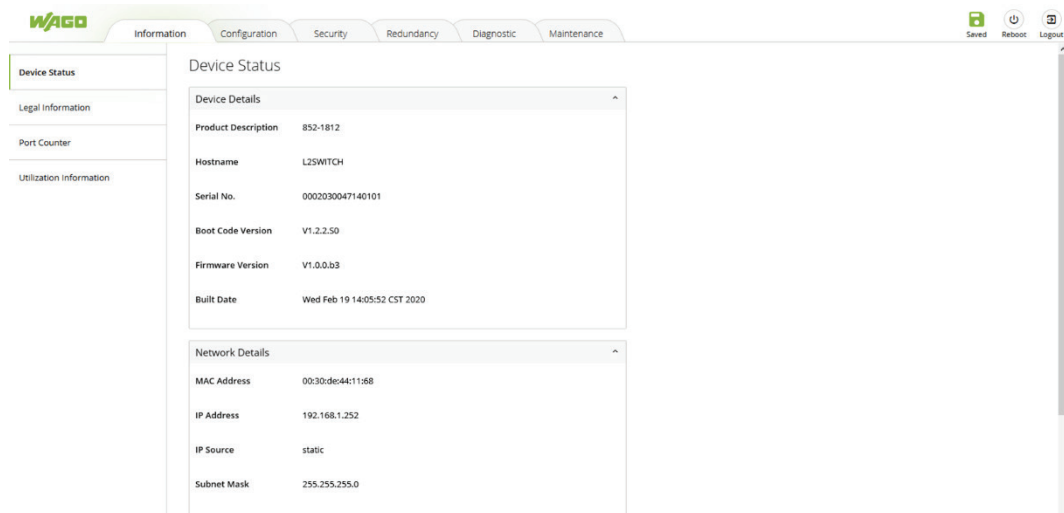 WAGO
Information Configuration Security Redundancy Diagnostic Maintenance
Saved Reboot Logout
Device Status
Legal Information
Port Counter
Utilization Information
Device Status
Device Details
Product Description 852-1812
Hostname L2SWITCH
Serial No. 0002030047140101
Boot Code Version V1.2.2.S0
Firmware Version V1.0.0.b3
Built Date Wed Feb 19 14:05:52 CST 2020
Network Details
MAC Address 00:30:de:44:11:68
IP Address 192.168.1.252
IP Source static
Subnet Mask 255.255.255.0